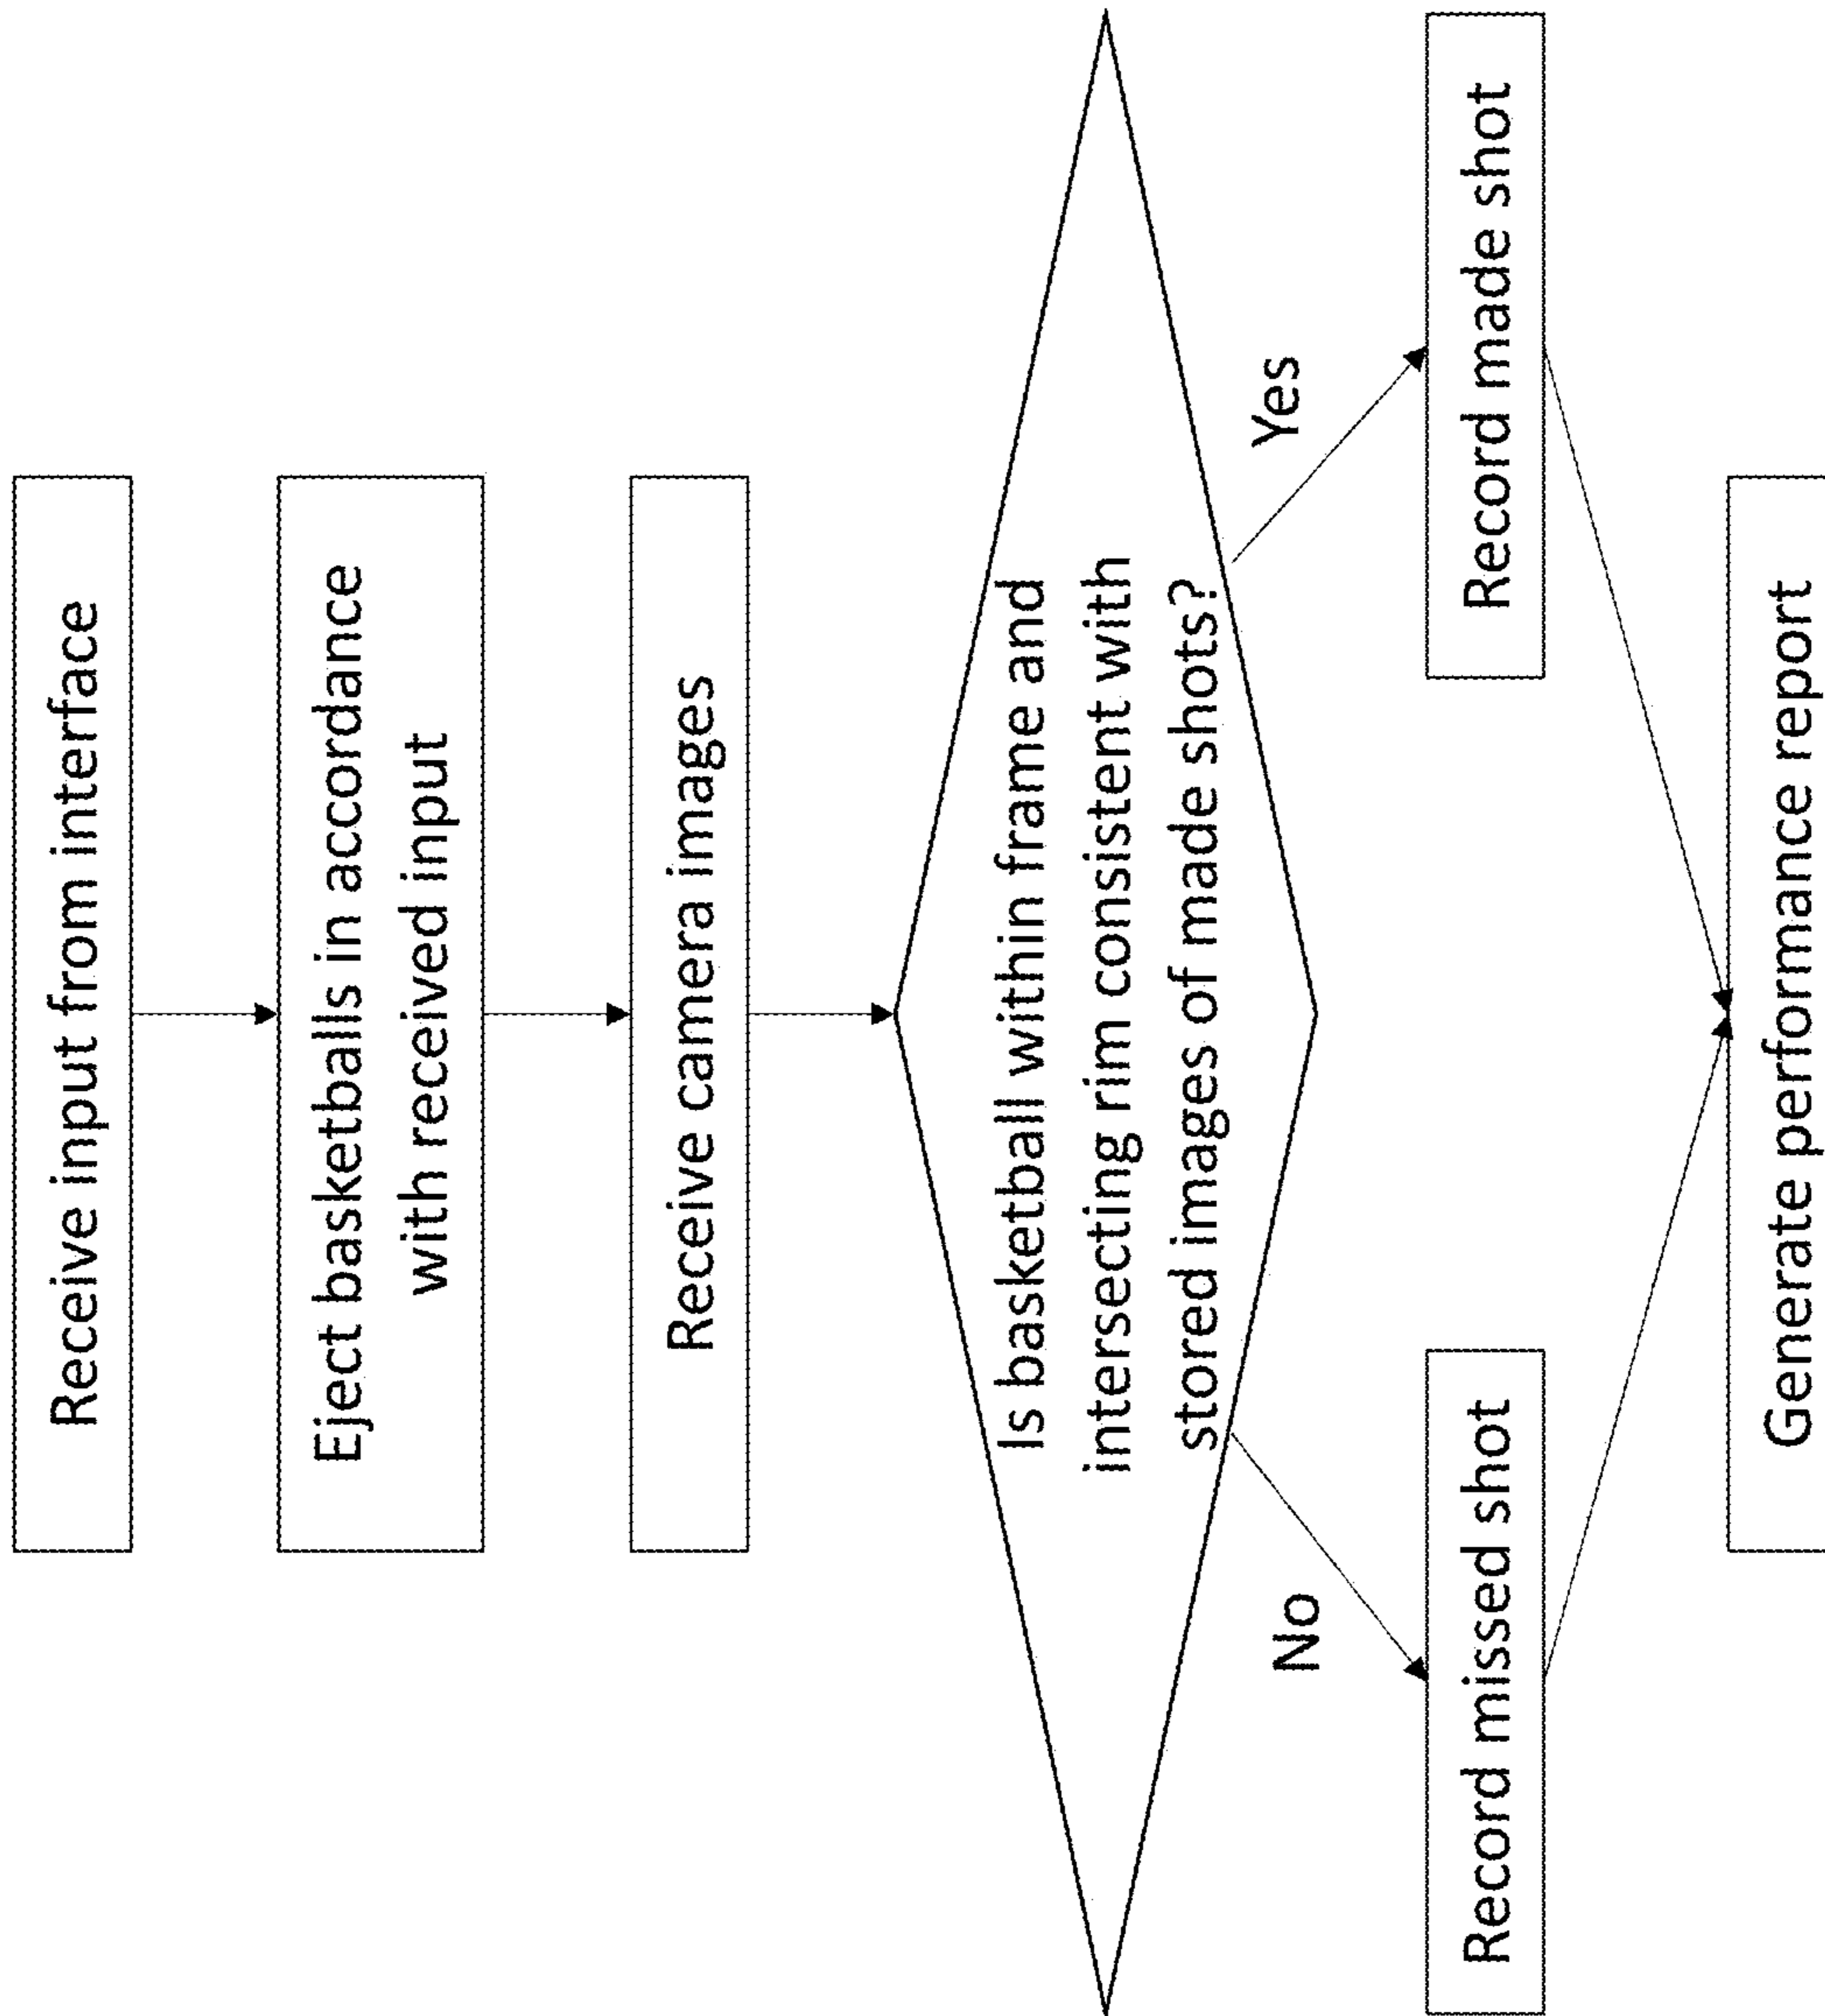 Receive input from interface
Eject basketballs in accordance
with received input
Receive camera images
Is basketball within frame and
intersecting rim consistent with
stored images of made shots?
No
Yes
Record missed shot
Record made shot
Generate performance report